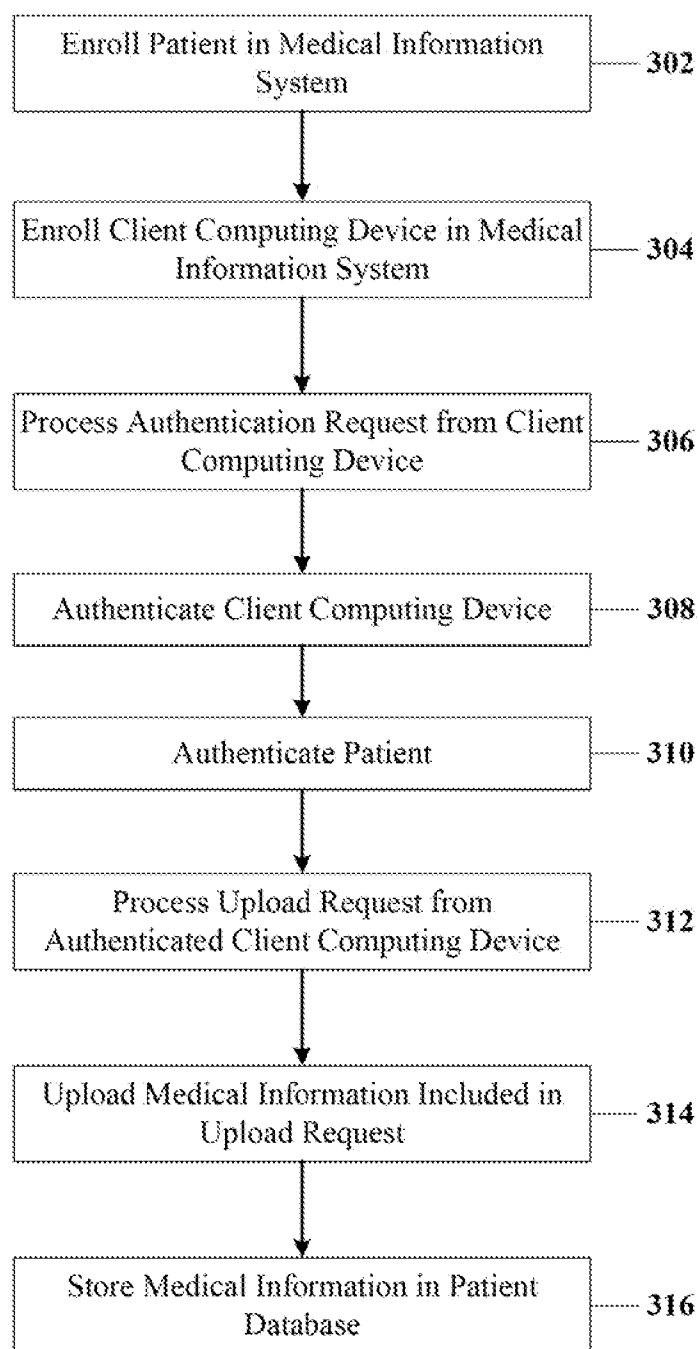 Enroll Patient in Medical Information
System
302
Enroll Client Computing Device in Medical
Information System
304
Process Authentication Request from Client
Computing Device
306
Authenticate Client Computing Device
308
Authenticate Patient
310
Process Upload Request from
Authenticated Client Computing Device
312
Upload Medical Information Included in
Upload Request
314
Store Medical Information in Patient
Database
316